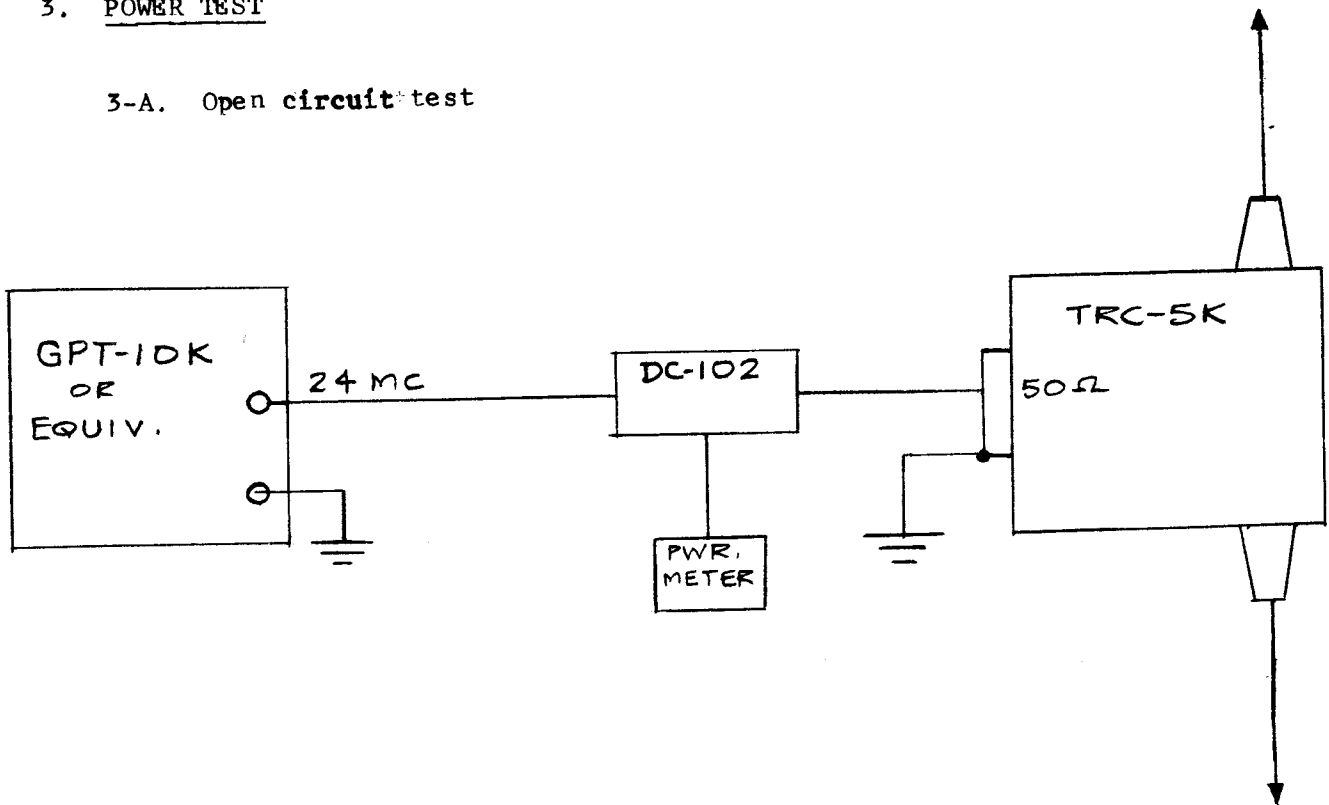 3. POWER TEST
3-A. Open circuit test
GPT-10K
OR
EQUIV.
24 MC
DC-102
PWR.
METER
TRC-5K
50Ω